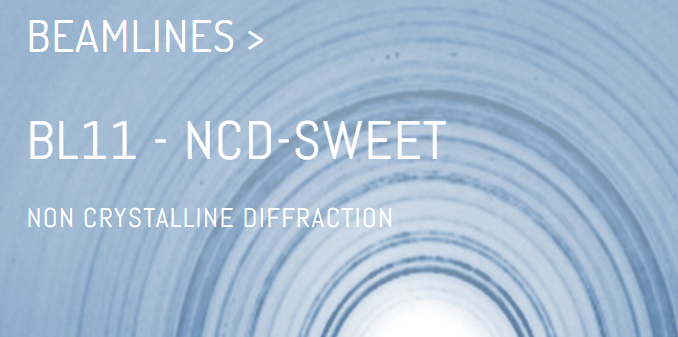 BEAMLINES >
BL11 - NCD-SWEET
NON CRYSTALLINE DIFFRACTION